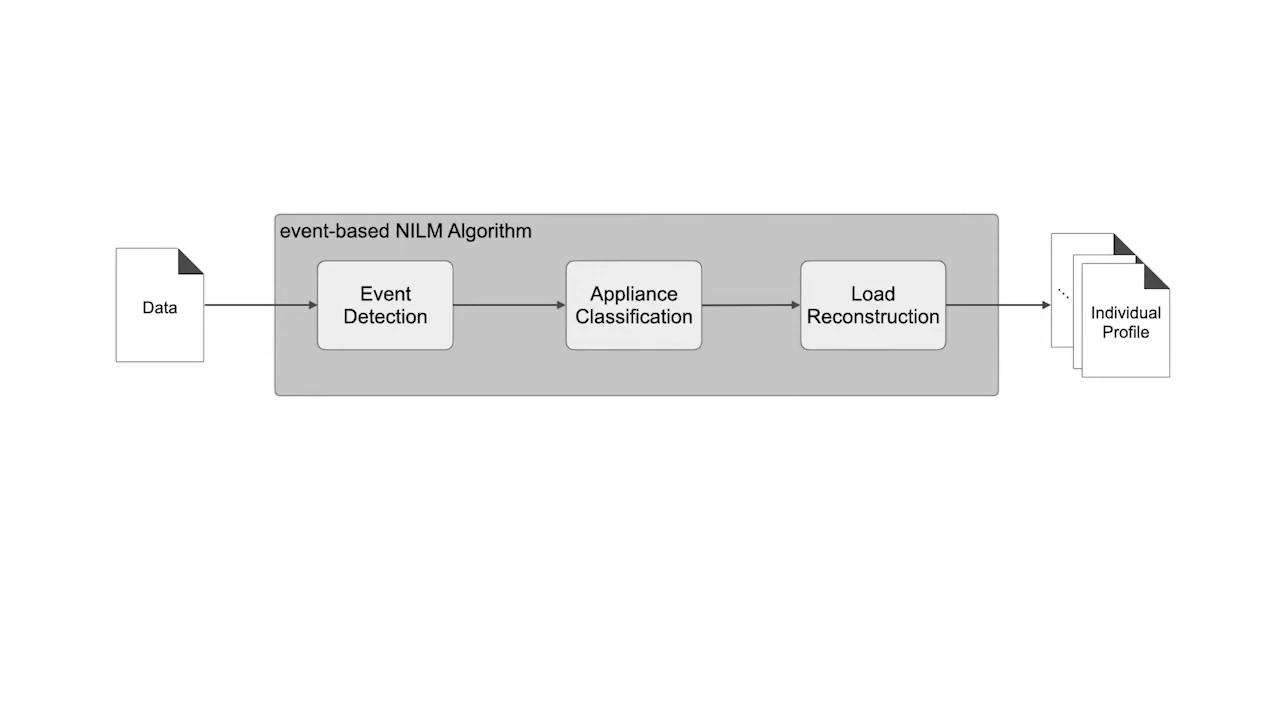 event-based NILM Algorithm
Data
Event
Detection
Appliance
Classification
Load
Reconstruction
Individual
Profile